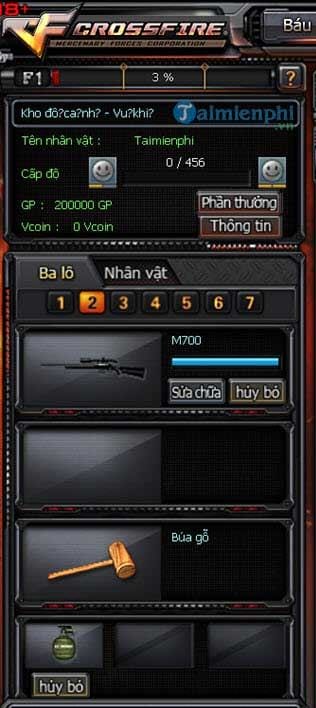 18+
CROSSFIRE
MERCENARY FORCES CORPORATION
Báu
F1 3 % ?
Kho đô?ca?nh? - Vu?khi?
Taimienphi
.vn
Tên nhân vật : Taimienphi
Cấp độ 0 / 456
GP : 200000 GP Phần thưởng
Vcoin : 0 Vcoin Thông tin
Ba lô Nhân vật
1 2 3 4 5 6 7
M700
Sửa chữa hủy bỏ
Búa gỗ
hủy bỏ